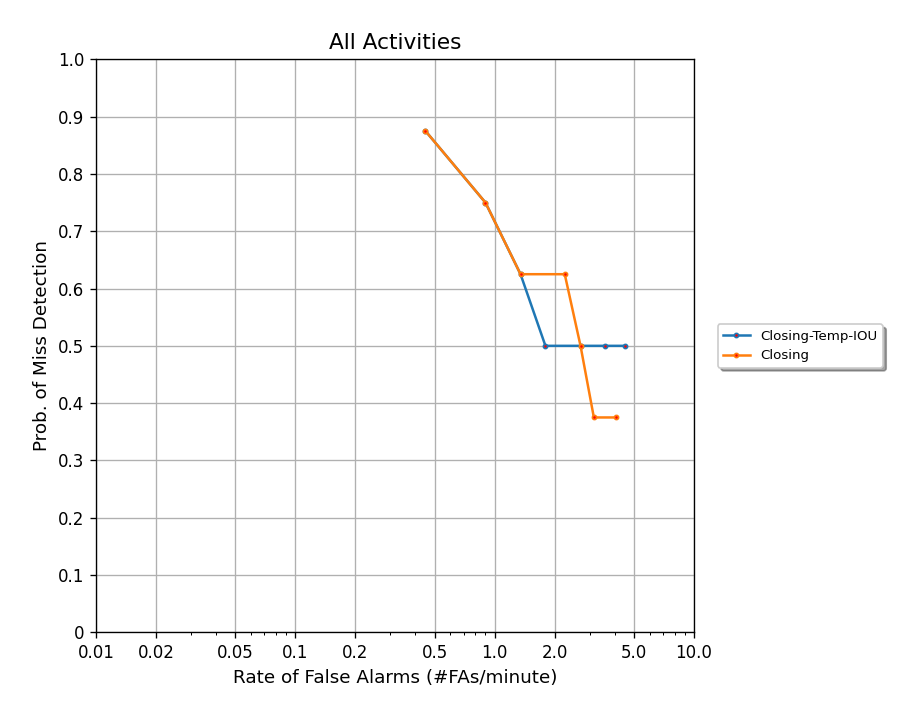 All Activities
1.0
0.9
0.8
0.7
0.6
0.5
0.4
0.3
0.2
0.1
0
Prob. of Miss Detection
0.01 0.02 0.05 0.1 0.2 0.5 1.0 2.0 5.0 10.0
Rate of False Alarms (#FAs/minute)
Closing-Temp-IOU
Closing